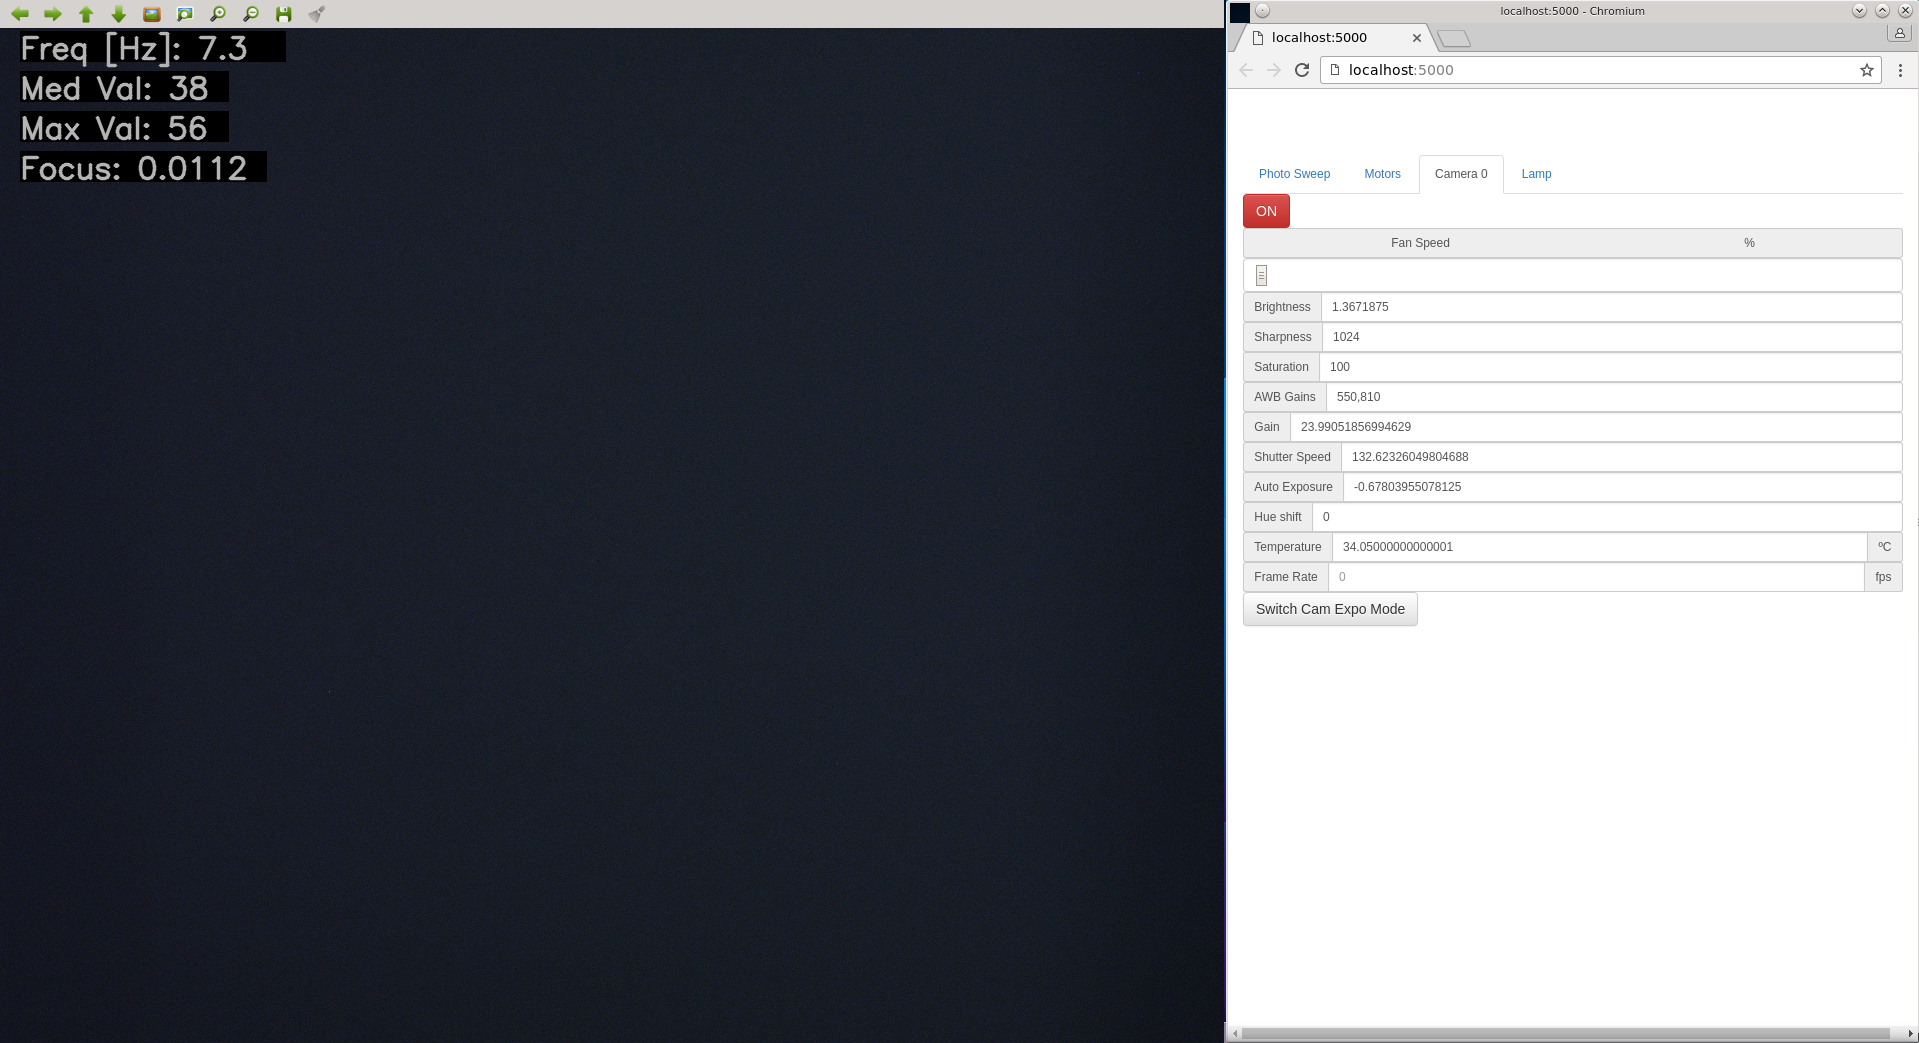 Freq [Hz]: 7.3
Med Val: 38
Max Val: 56
Focus: 0.0112
localhost:5000 - Chromium
localhost:5000
localhost:5000
Photo Sweep Motors Camera 0 Lamp
ON
Fan Speed %
Brightness 1.3671875
Sharpness 1024
Saturation 100
AWB Gains 550,810
Gain 23.99051856994629
Shutter Speed 132.62326049804688
Auto Exposure -0.67803955078125
Hue shift 0
Temperature 34.05000000000001 ºC
Frame Rate 0 fps
Switch Cam Expo Mode